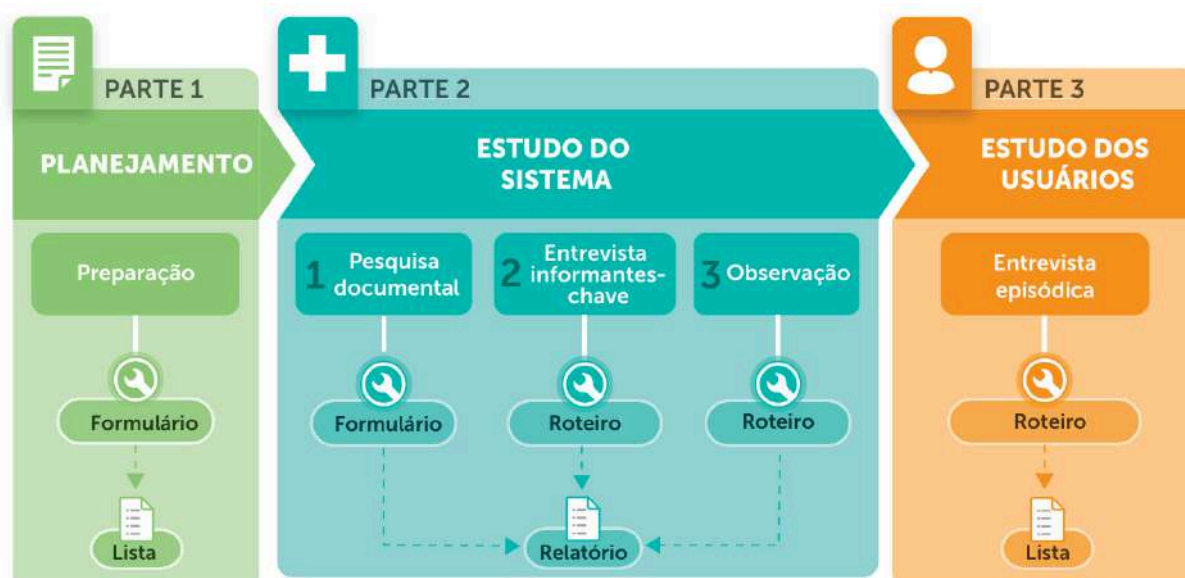 PARTE 1
PLANEJAMENTO
Preparação
Formulário
Lista
PARTE 2
ESTUDO DO
SISTEMA
1
Pesquisa
documental
Formulário
2
Entrevista
informantes-
chave
Roteiro
3
Observação
Roteiro
Relatório
PARTE 3
ESTUDO DOS
USUÁRIOS
Entrevista
episódica
Roteiro
Lista